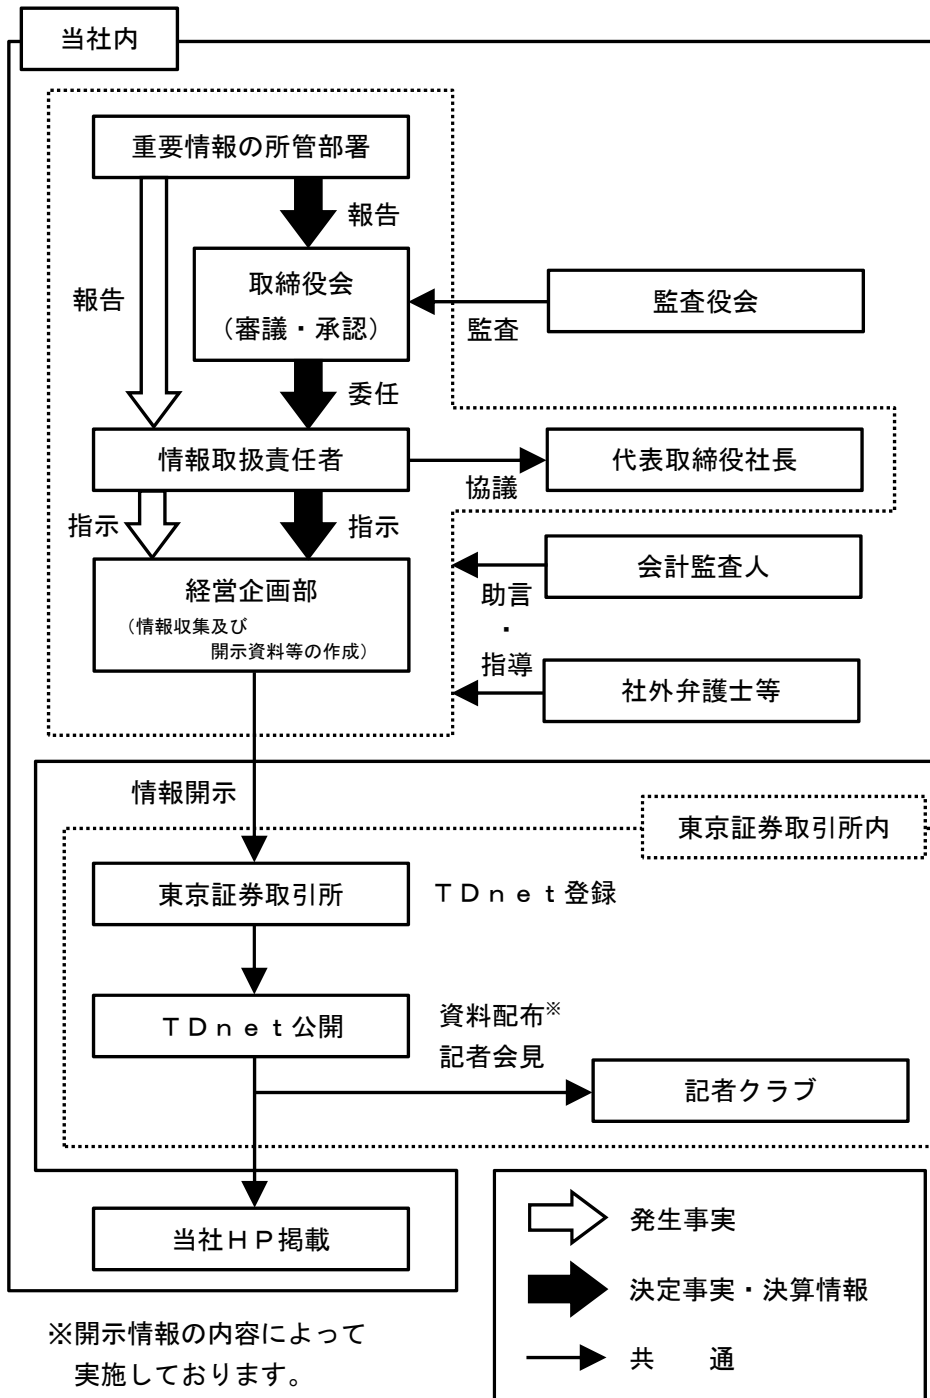 当社内
重要情報の所管部署
報告
報告
取締役会
（審議・承認）
監査
監査役会
委任
情報取扱責任者
協議
代表取締役社長
指示
指示
経営企画部
（情報収集及び
開示資料等の作成）
会計監査人
助言
・
指導
社外弁護士等
情報開示
東京証券取引所内
東京証券取引所
ＴＤｎｅｔ登録
ＴＤｎｅｔ公開
資料配布※
記者会見
記者クラブ
当社ＨＰ掲載
発生事実
決定事実・決算情報
共　　通
※開示情報の内容によって
実施しております。